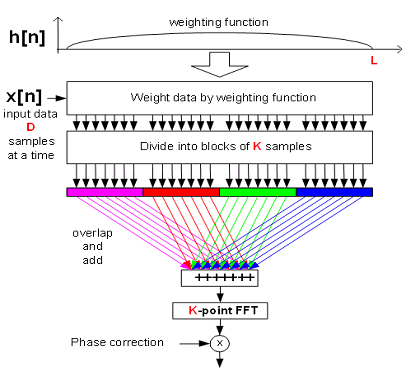 weighting function
h[n]
L
x[n]
Weight data by weighting function
input data
D
samples
at a time
Divide into blocks of K samples
overlap
and
add
+++++++
K-point FFT
Phase correction
x